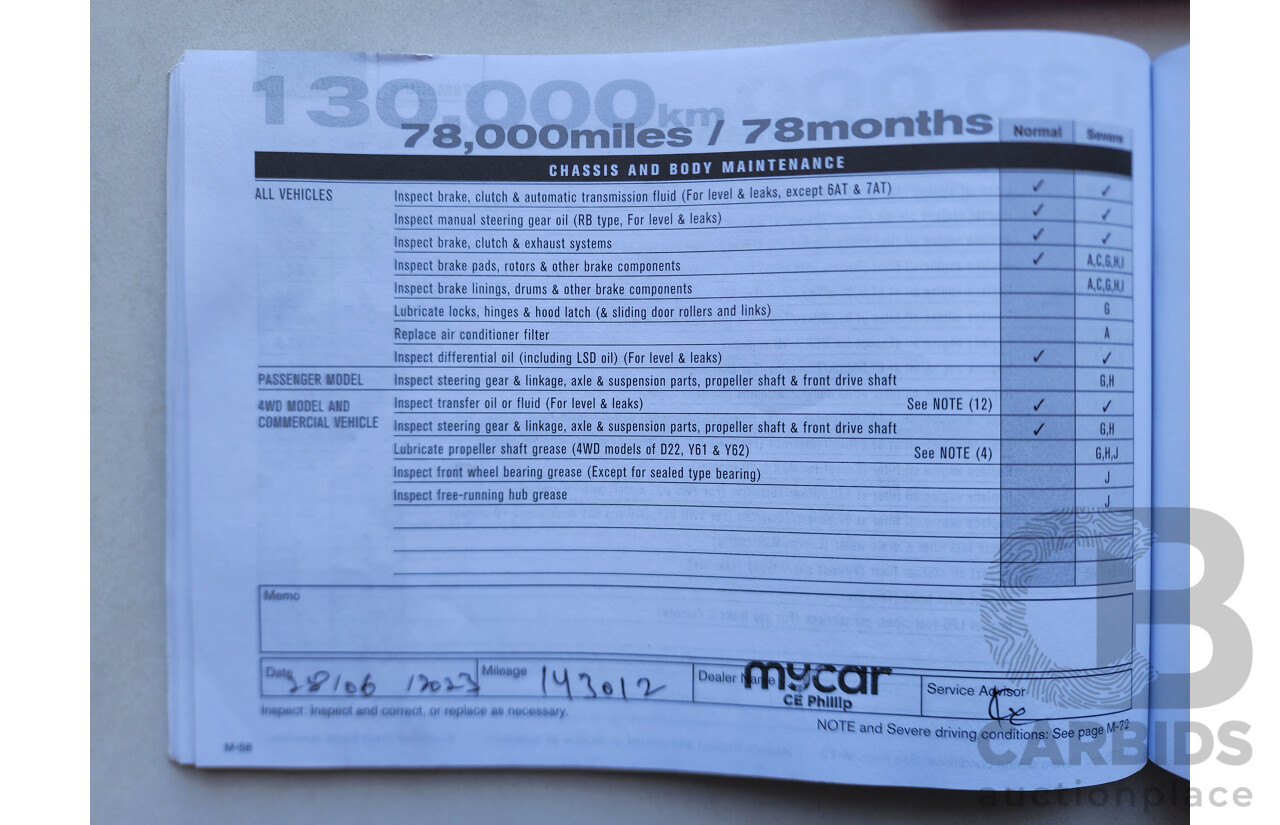 130,000km
78,000miles / 78months
Normal Severe
CHASSIS AND BODY MAINTENANCE
ALL VEHICLES Inspect brake, clutch & automatic transmission fluid (For level & leaks, except 6AT & 7AT) ✓ ✓
Inspect manual steering gear oil (RB type, For level & leaks) ✓ ✓
Inspect brake, clutch & exhaust systems ✓ ✓
Inspect brake pads, rotors & other brake components ✓ A,C,G,H,I
Inspect brake linings, drums & other brake components A,C,G,H,I
Lubricate locks, hinges & hood latch (& sliding door rollers and links) G
Replace air conditioner filter A
Inspect differential oil (including LSD oil) (For level & leaks) ✓ ✓
PASSENGER MODEL Inspect steering gear & linkage, axle & suspension parts, propeller shaft & front drive shaft G,H
4WD MODEL AND COMMERCIAL VEHICLE Inspect transfer oil or fluid (For level & leaks) See NOTE (12) ✓ ✓
Inspect steering gear & linkage, axle & suspension parts, propeller shaft & front drive shaft ✓ G,H
Lubricate propeller shaft grease (4WD models of D22, Y61 & Y62) See NOTE (4) G,H,J
Inspect front wheel bearing grease (Except for sealed type bearing) J
Inspect free-running hub grease J
Memo
Date 28/06/2023 Mileage 143012 Dealer Name mycar CE Phillip Service Advisor
Inspect: Inspect and correct, or replace as necessary.
NOTE and Severe driving conditions: See page M-72
M-56
CB
CARBIDS
auctionplace